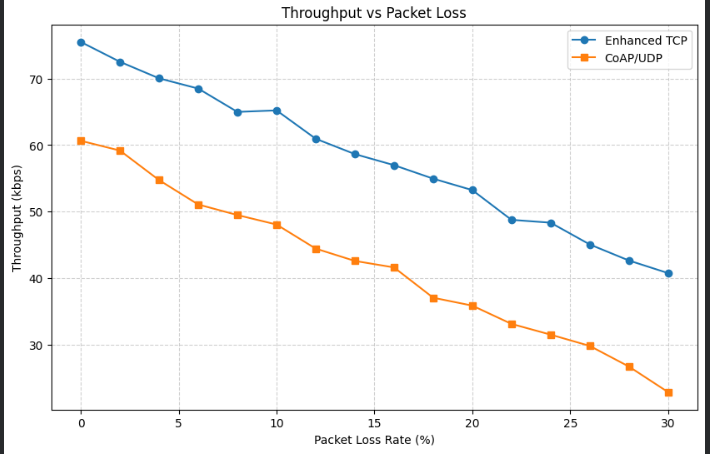 Throughput vs Packet Loss
Enhanced TCP
CoAP/UDP
Throughput (kbps)
70
60
50
40
30
0 5 10 15 20 25 30
Packet Loss Rate (%)